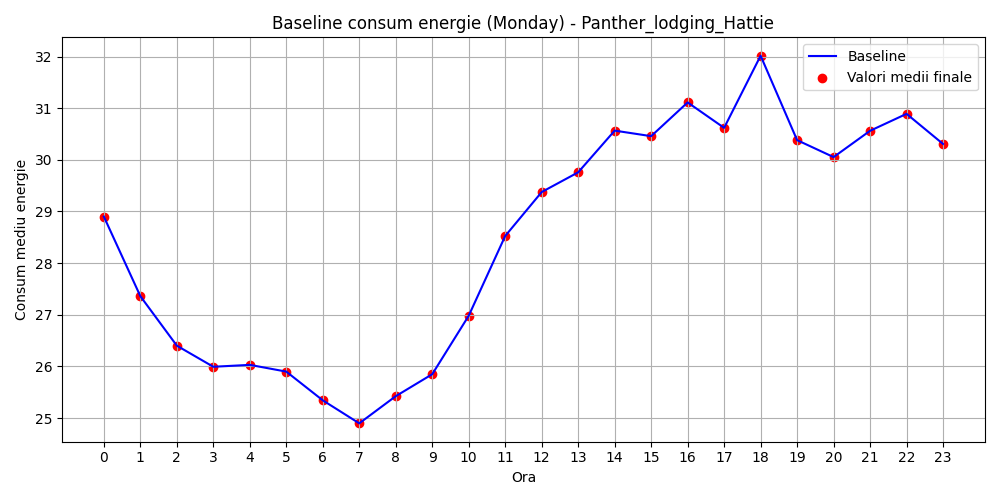 Baseline consum energie (Monday) - Panther_lodging_Hattie
Baseline
Valori medii finale
Consum mediu energie
32
31
30
29
28
27
26
25
0 1 2 3 4 5 6 7 8 9 10 11 12 13 14 15 16 17 18 19 20 21 22 23
Ora